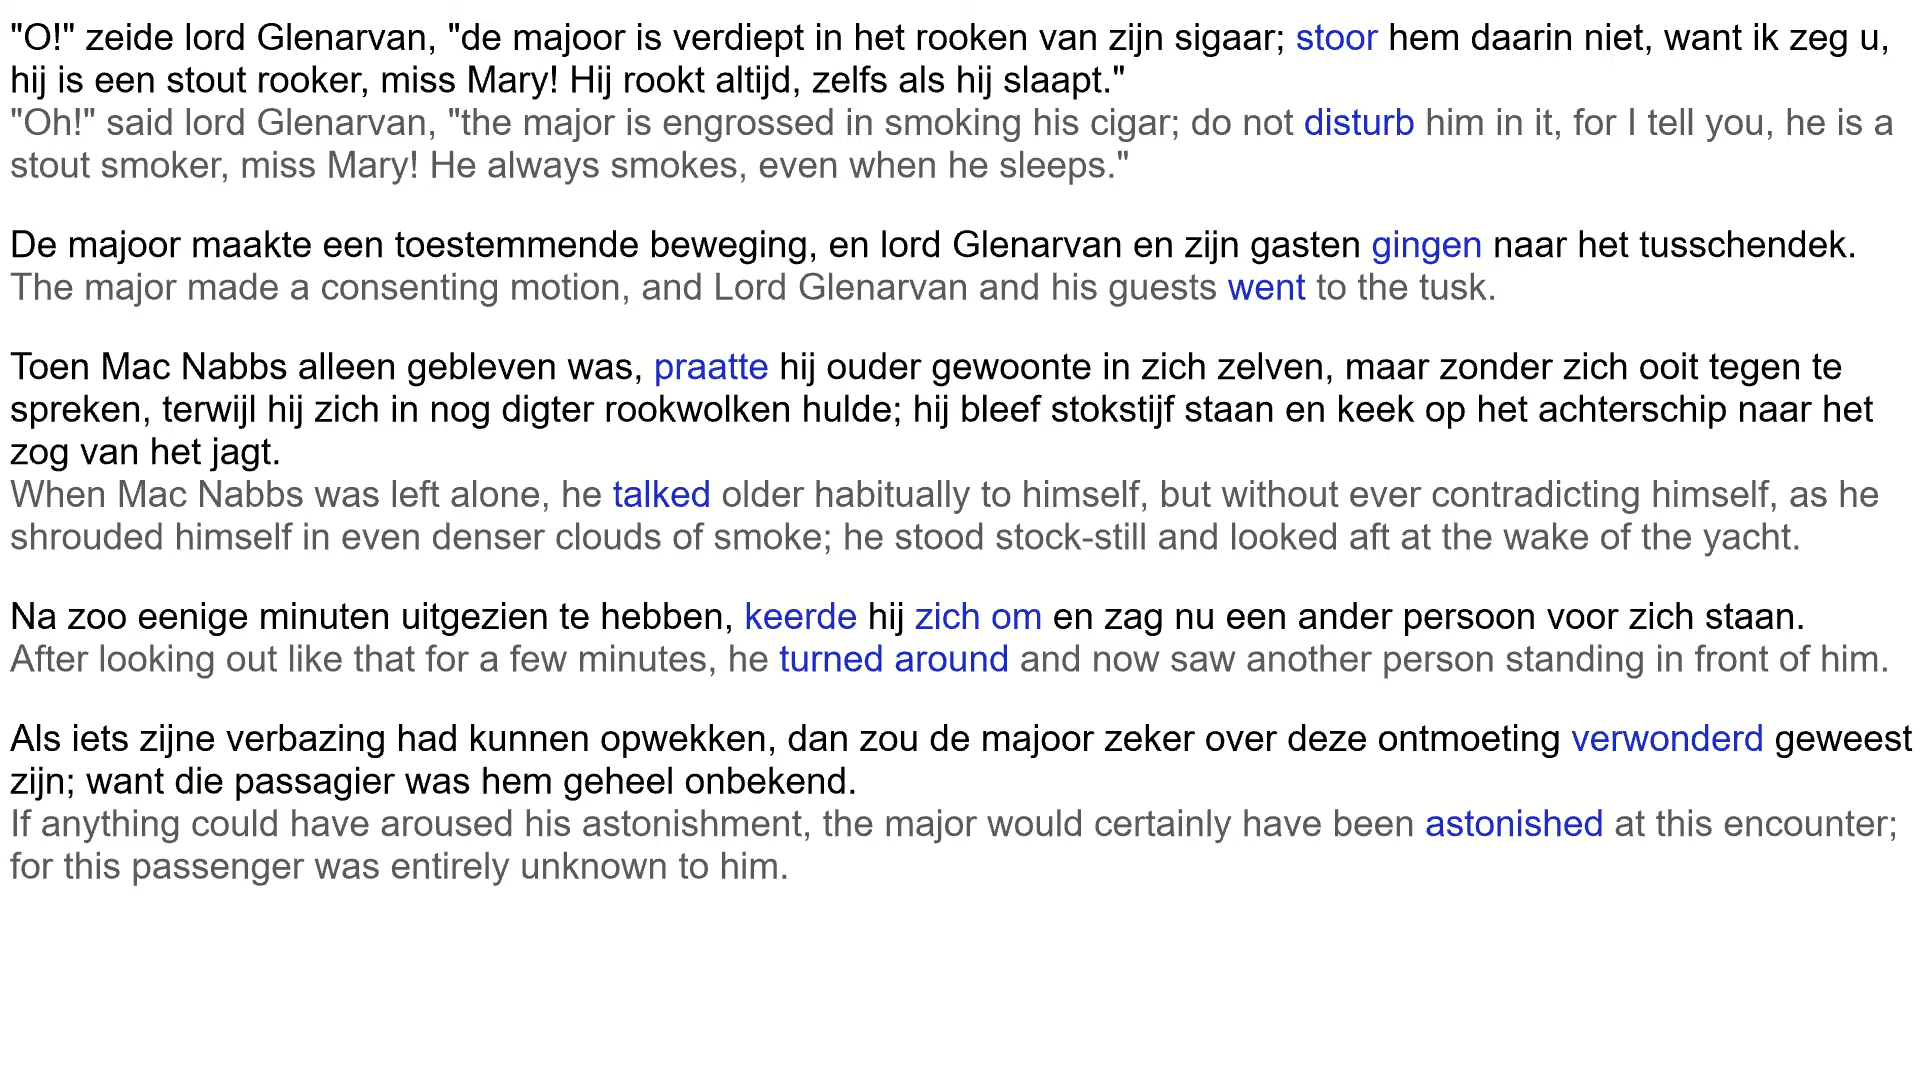 "O!" zeide lord Glenarvan, "de majoor is verdiept in het rooken van zijn sigaar; stoor hem daarin niet, want ik zeg u,
hij is een stout rooker, miss Mary! Hij rookt altijd, zelfs als hij slaapt."
"Oh!" said lord Glenarvan, "the major is engrossed in smoking his cigar; do not disturb him in it, for I tell you, he is a
stout smoker, miss Mary! He always smokes, even when he sleeps."
De majoor maakte een toestemmende beweging, en lord Glenarvan en zijn gasten gingen naar het tusschendek.
The major made a consenting motion, and Lord Glenarvan and his guests went to the tusk.
Toen Mac Nabbs alleen gebleven was, praatte hij ouder gewoonte in zich zelven, maar zonder zich ooit tegen te
spreken, terwijl hij zich in nog digter rookwolken hulde; hij bleef stokstijf staan en keek op het achterschip naar het
zog van het jagt.
When Mac Nabbs was left alone, he talked older habitually to himself, but without ever contradicting himself, as he
shrouded himself in even denser clouds of smoke; he stood stock-still and looked aft at the wake of the yacht.
Na zoo eenige minuten uitgezien te hebben, keerde hij zich om en zag nu een ander persoon voor zich staan.
After looking out like that for a few minutes, he turned around and now saw another person standing in front of him.
Als iets zijne verbazing had kunnen opwekken, dan zou de majoor zeker over deze ontmoeting verwonderd geweest
zijn; want die passagier was hem geheel onbekend.
If anything could have aroused his astonishment, the major would certainly have been astonished at this encounter;
for this passenger was entirely unknown to him.